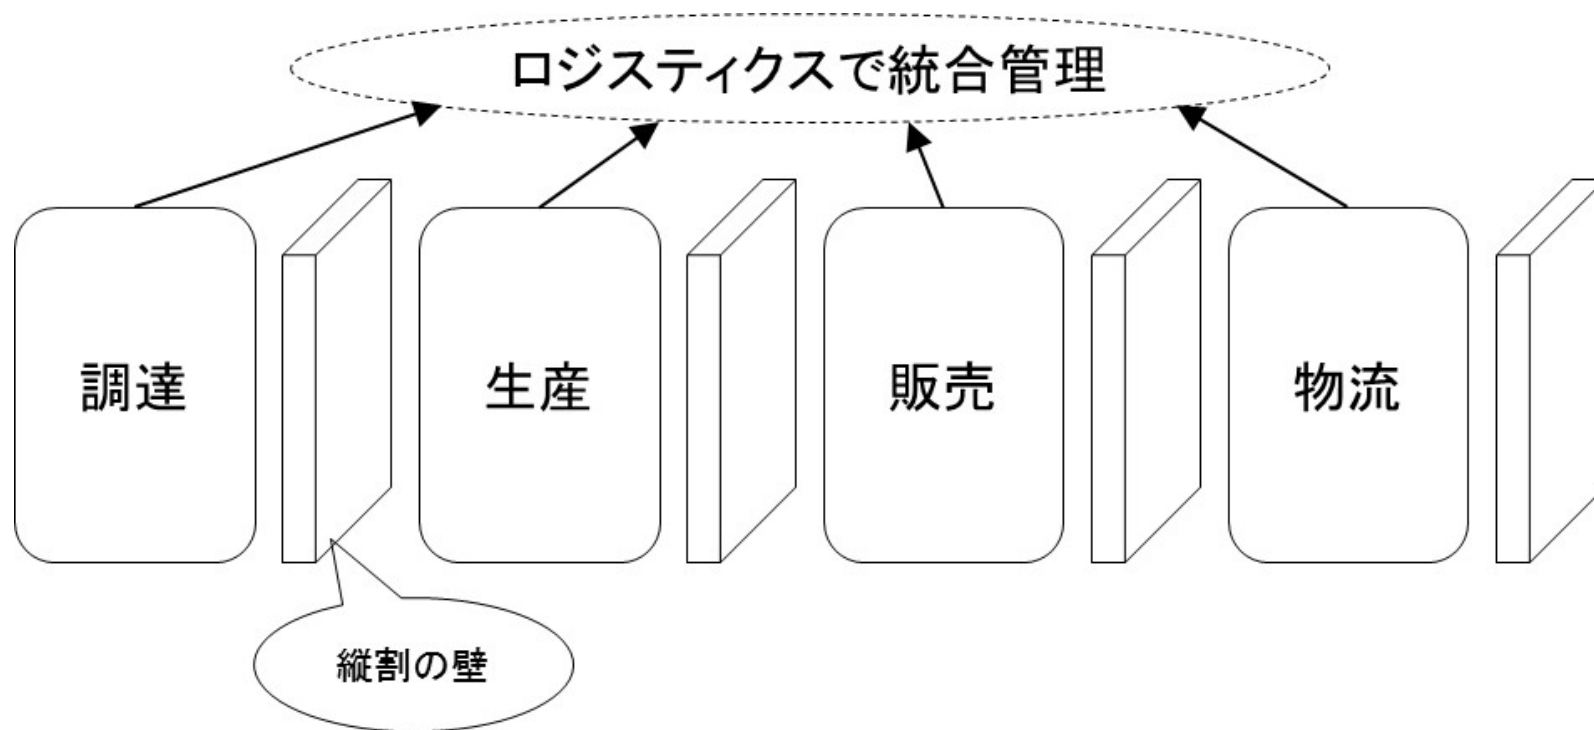 ロジスティクスで統合管理
調達
生産
販売
物流
縦割の壁